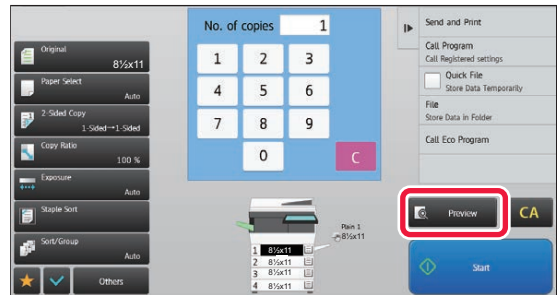 Original
8½x11
Paper Select
Auto
2-Sided Copy
1-Sided→1-Sided
Copy Ratio
100 %
Exposure
Auto
Staple Sort
Sort/Group
Auto
Others
No. of copies 1
1 2 3
4 5 6
7 8 9
0 C
Plain 1
8½x11
1 8½x11
2 8½x11
3 8½x11
4 8½x11
Send and Print
Call Program
Call Registered settings
Quick File
Store Data Temporarily
File
Store Data in Folder
Call Eco Program
Preview
CA
Start